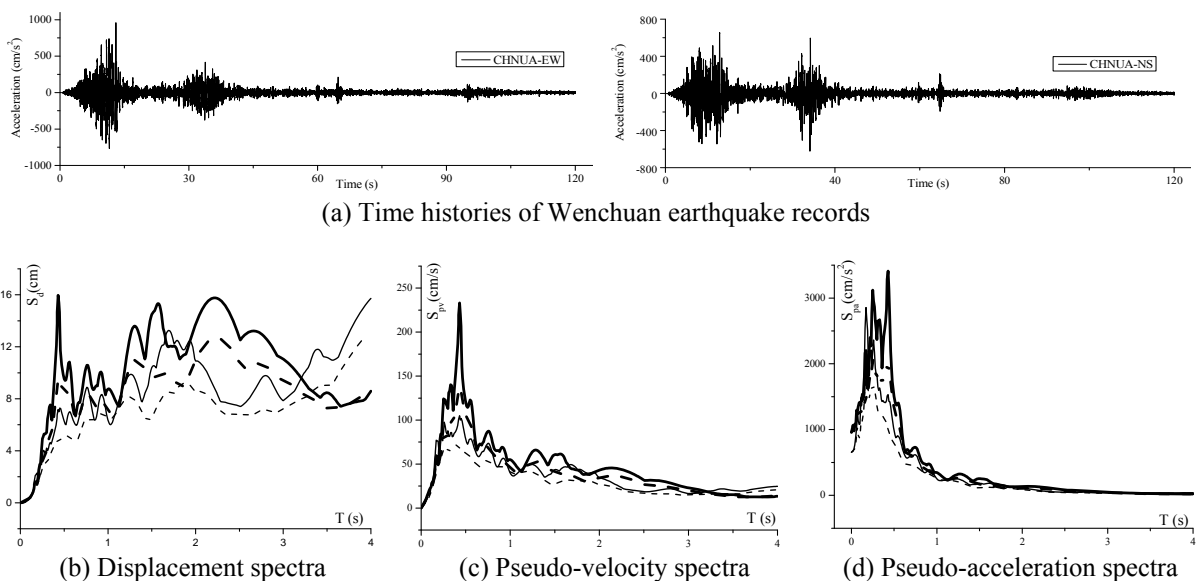 1000
500
0
-500
-1000
Acceleration (cm/s²)
CHNUA-EW
0 30 60 90 120
Time (s)
800
400
0
-400
-800
Acceleration (cm/s²)
CHNUA-NS
0 40 80 120
Time (s)
(a) Time histories of Wenchuan earthquake records
16
12
8
4
0
S_d (cm)
0 1 2 3 4
T (s)
250
200
150
100
50
0
S_pv (cm/s)
0 1 2 3 4
T (s)
3000
2000
1000
0
S_pa (cm/s²)
0 1 2 3 4
T (s)
(b) Displacement spectra
(c) Pseudo-velocity spectra
(d) Pseudo-acceleration spectra